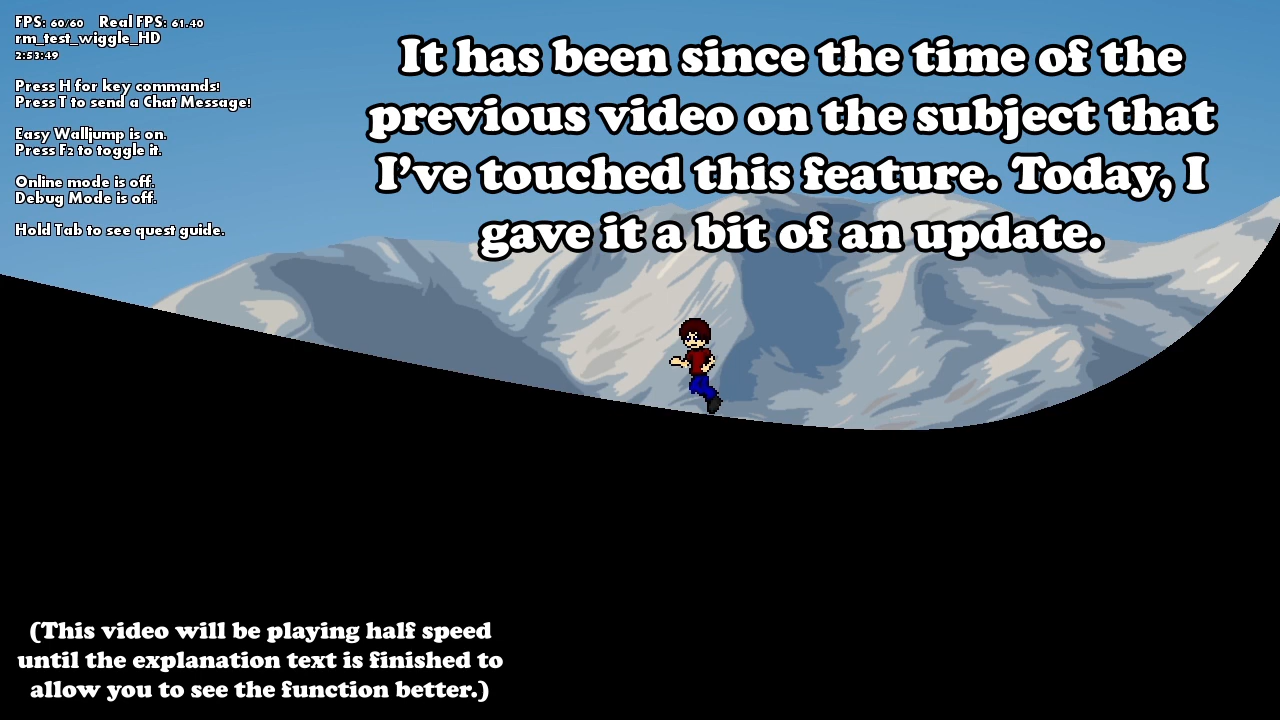 FPS: 60/60 Real FPS: 61.40
rm_test_wiggle_HD
2:53:49
Press H for key commands!
Press T to send a Chat Message!
Easy Walljump is on.
Press F2 to toggle it.
Online mode is off.
Debug Mode is off.
Hold Tab to see quest guide.
It has been since the time of the
previous video on the subject that
I've touched this feature. Today, I
gave it a bit of an update.
(This video will be playing half speed
until the explanation text is finished to
allow you to see the function better.)